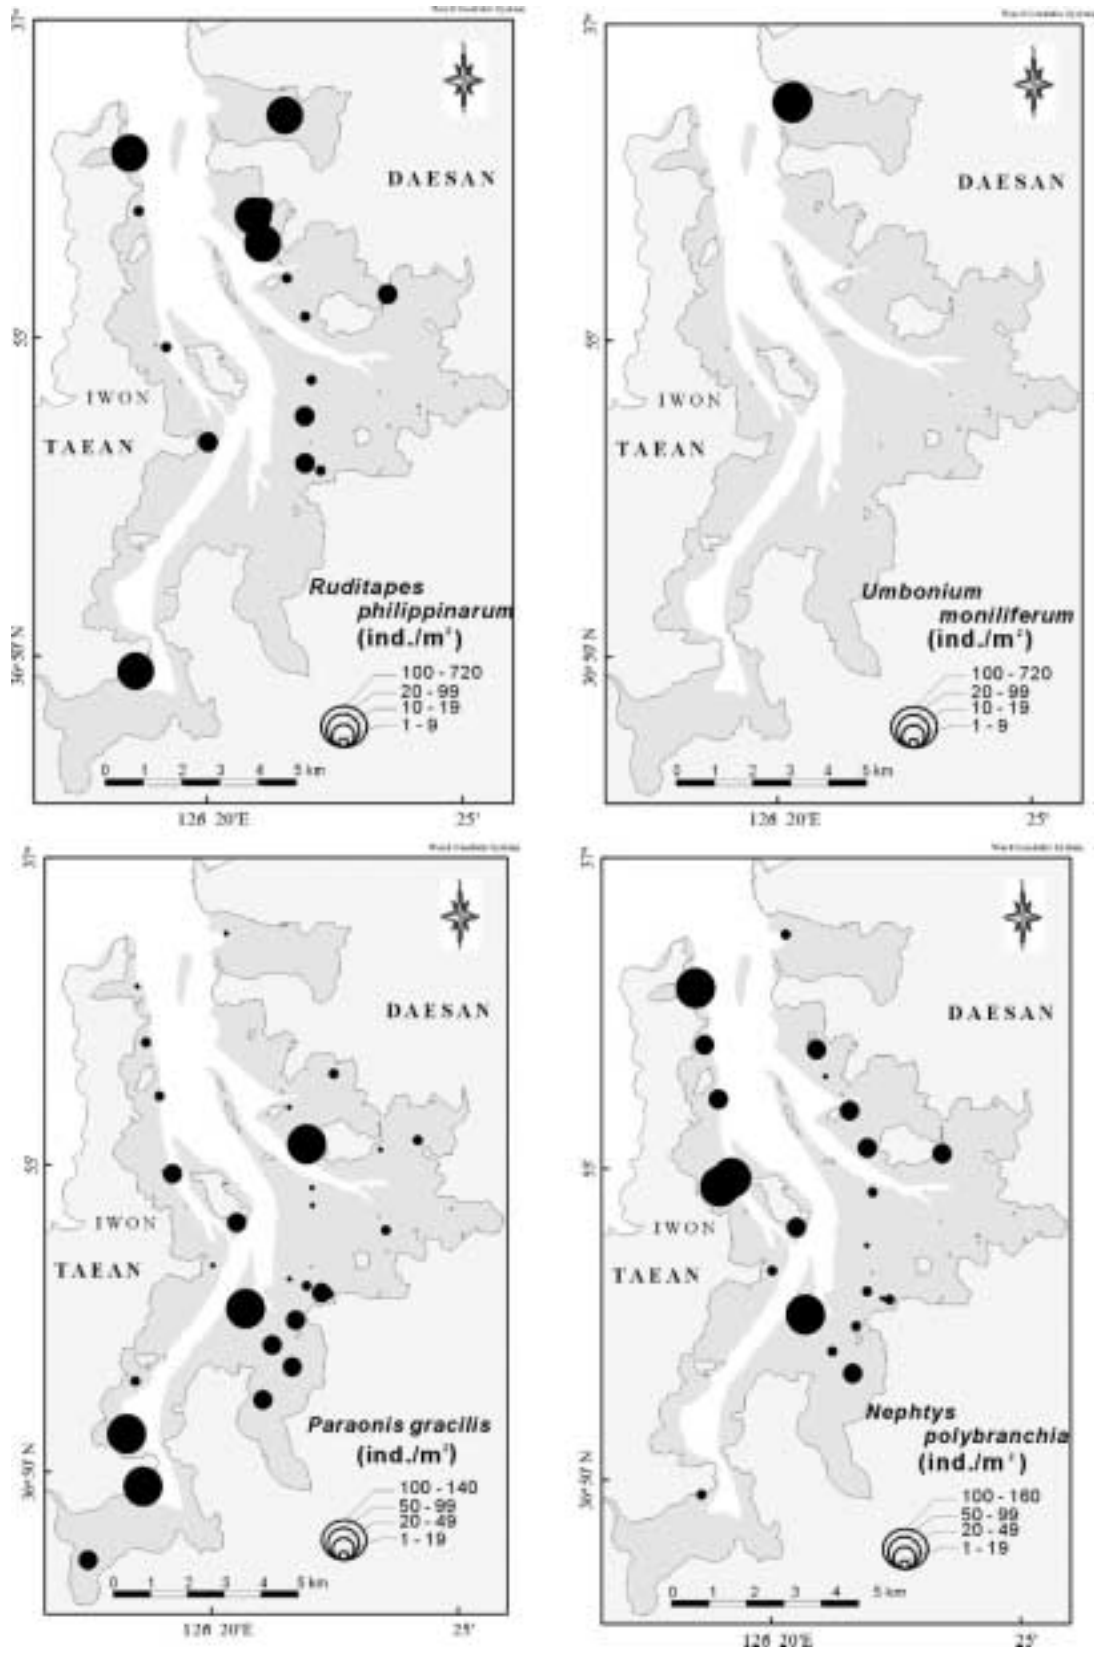 37°
DAESAN
55'
IWON
TAEAN
Ruditapes
philippinarum
(ind./m²)
36°50' N
100 - 720
20 - 99
10 - 19
1 - 9
0 1 2 3 4 5 km
126 20'E
25'
37°
DAESAN
55'
IWON
TAEAN
Umbonium
moniliferum
(ind./m²)
36°50' N
100 - 720
20 - 99
10 - 19
1 - 9
0 1 2 3 4 5 km
126 20'E
25'
37°
DAESAN
55'
IWON
TAEAN
Paraonis gracilis
(ind./m²)
36°50' N
100 - 140
50 - 99
20 - 49
1 - 19
0 1 2 3 4 5 km
126 20'E
25'
37°
DAESAN
55'
IWON
TAEAN
Nephtys
polybranchia
(ind./m²)
36°50' N
100 - 160
50 - 99
20 - 49
1 - 19
0 1 2 3 4 5 km
126 20'E
25'